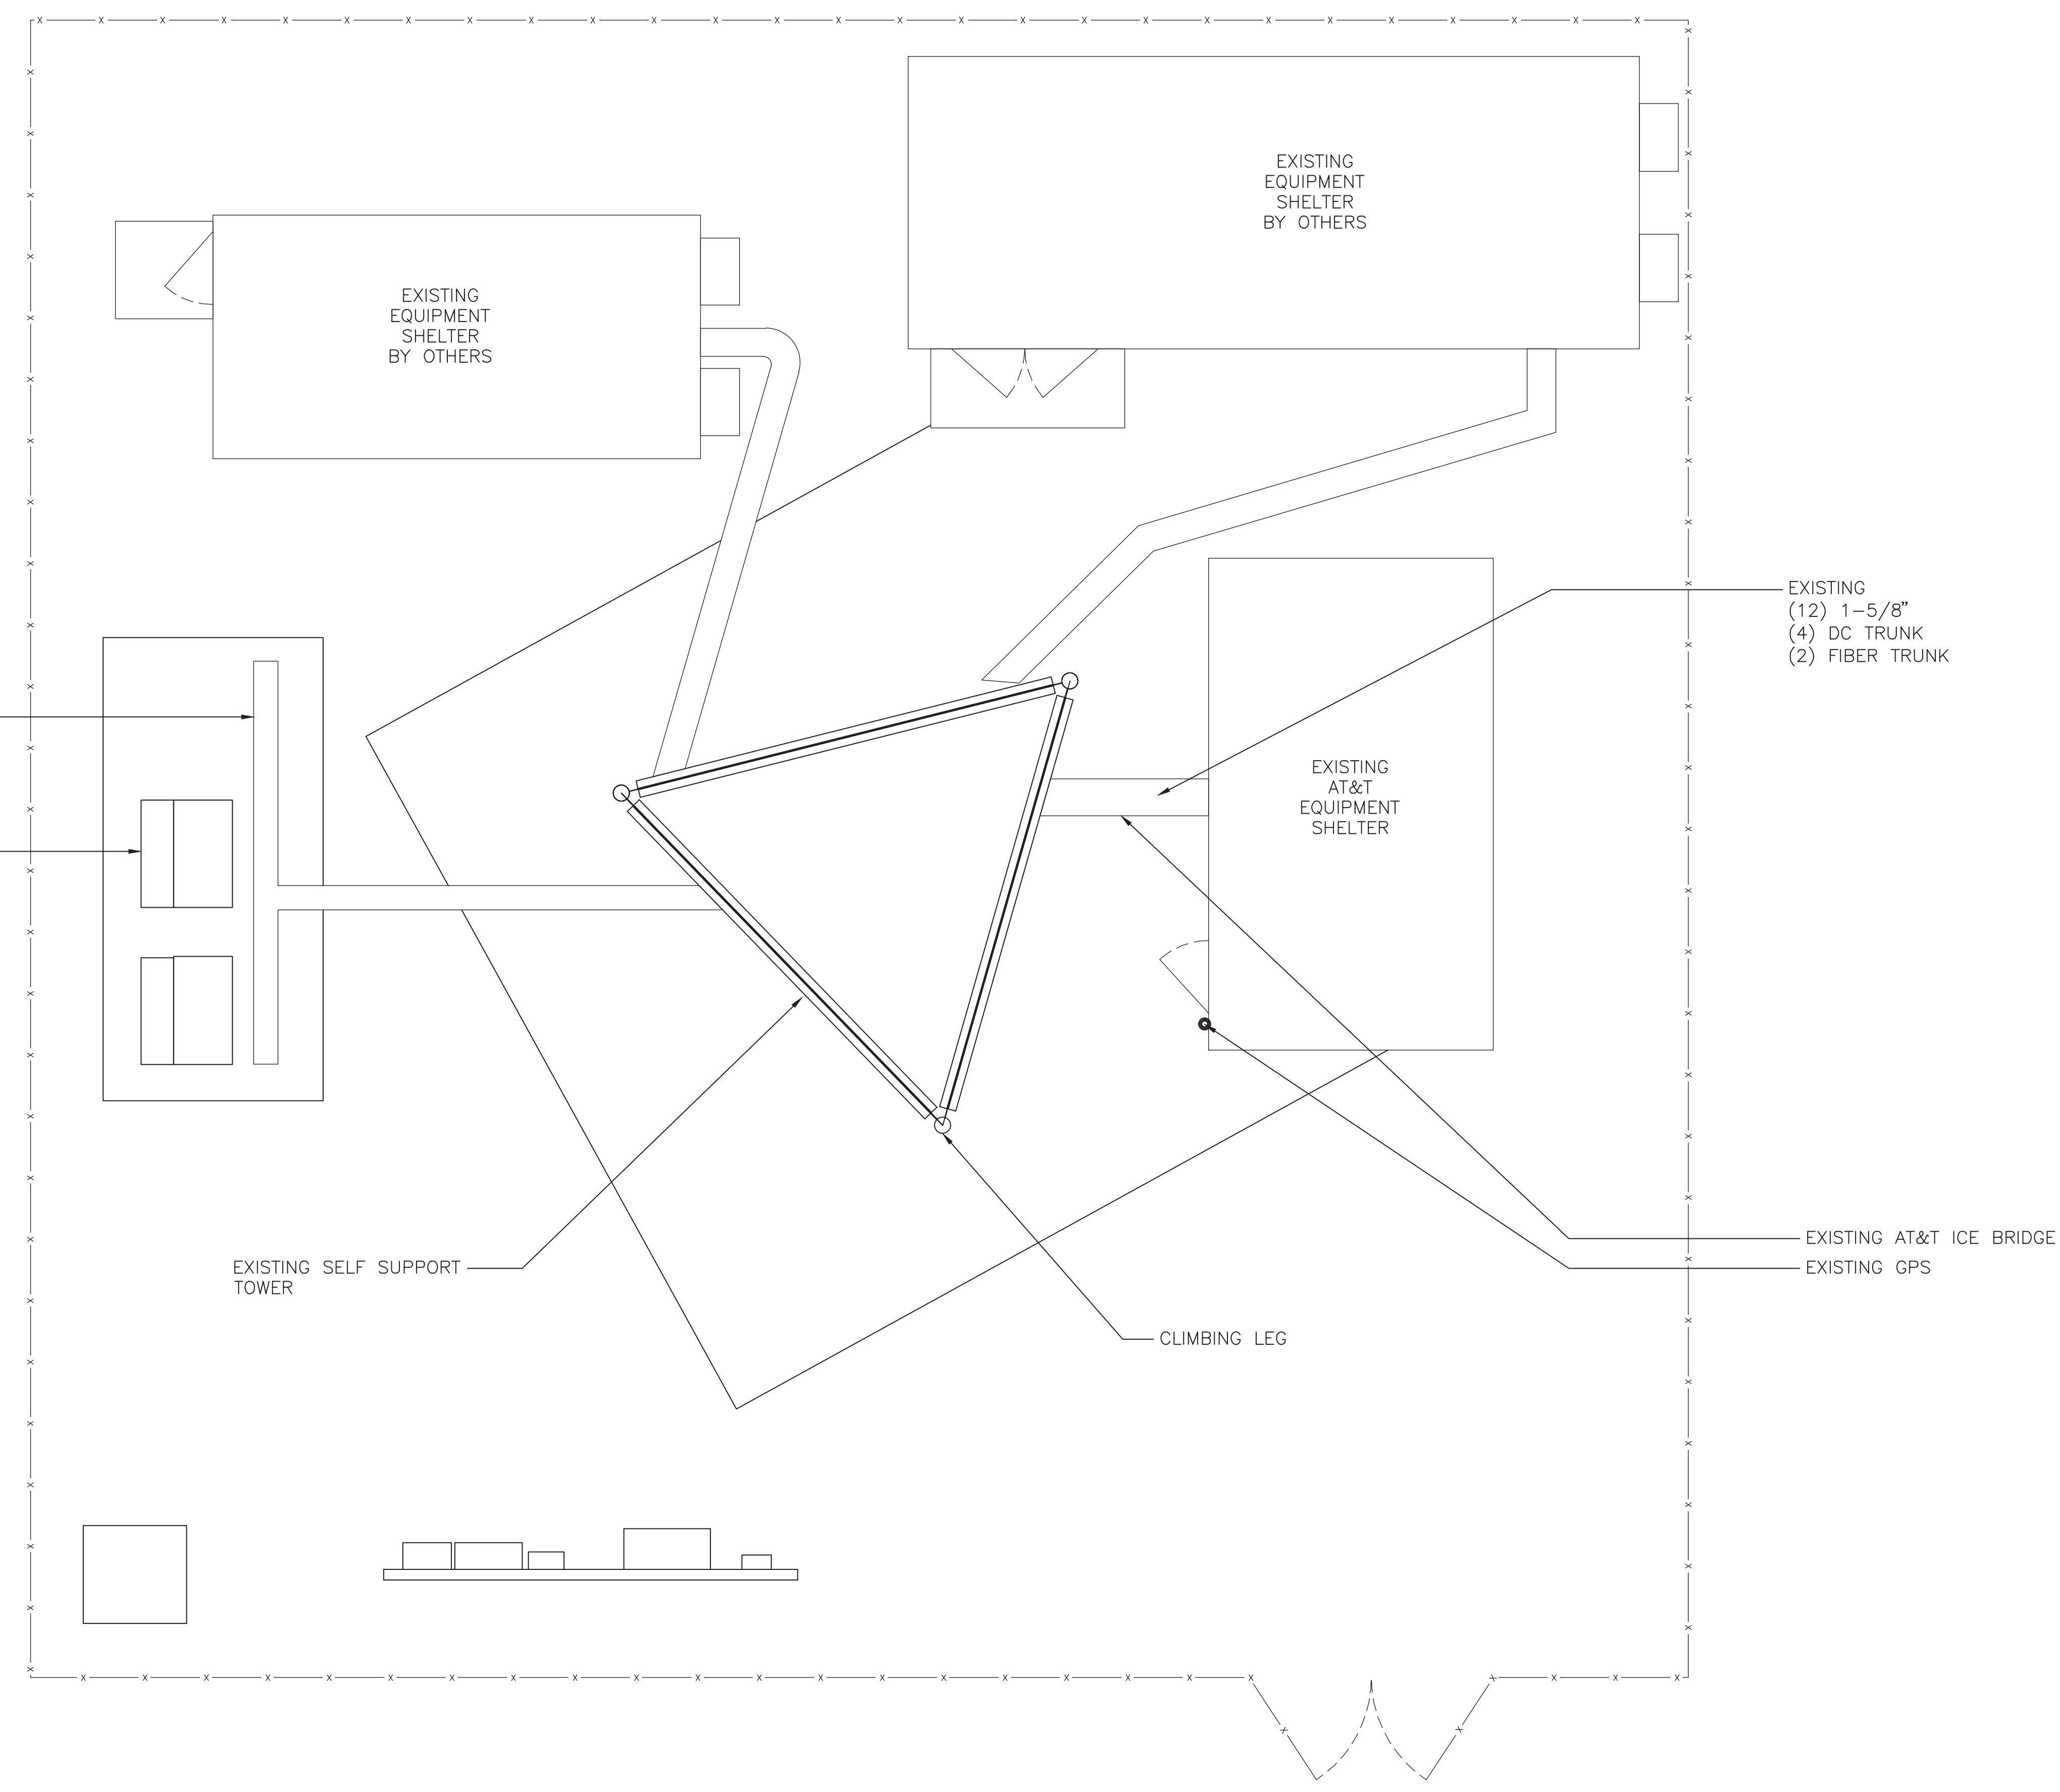 EXISTING
EQUIPMENT
SHELTER
BY OTHERS
EXISTING
EQUIPMENT
SHELTER
BY OTHERS
EXISTING
(12) 1-5/8"
(4) DC TRUNK
(2) FIBER TRUNK
EXISTING
AT&T
EQUIPMENT
SHELTER
EXISTING AT&T ICE BRIDGE
EXISTING GPS
EXISTING SELF SUPPORT
TOWER
CLIMBING LEG